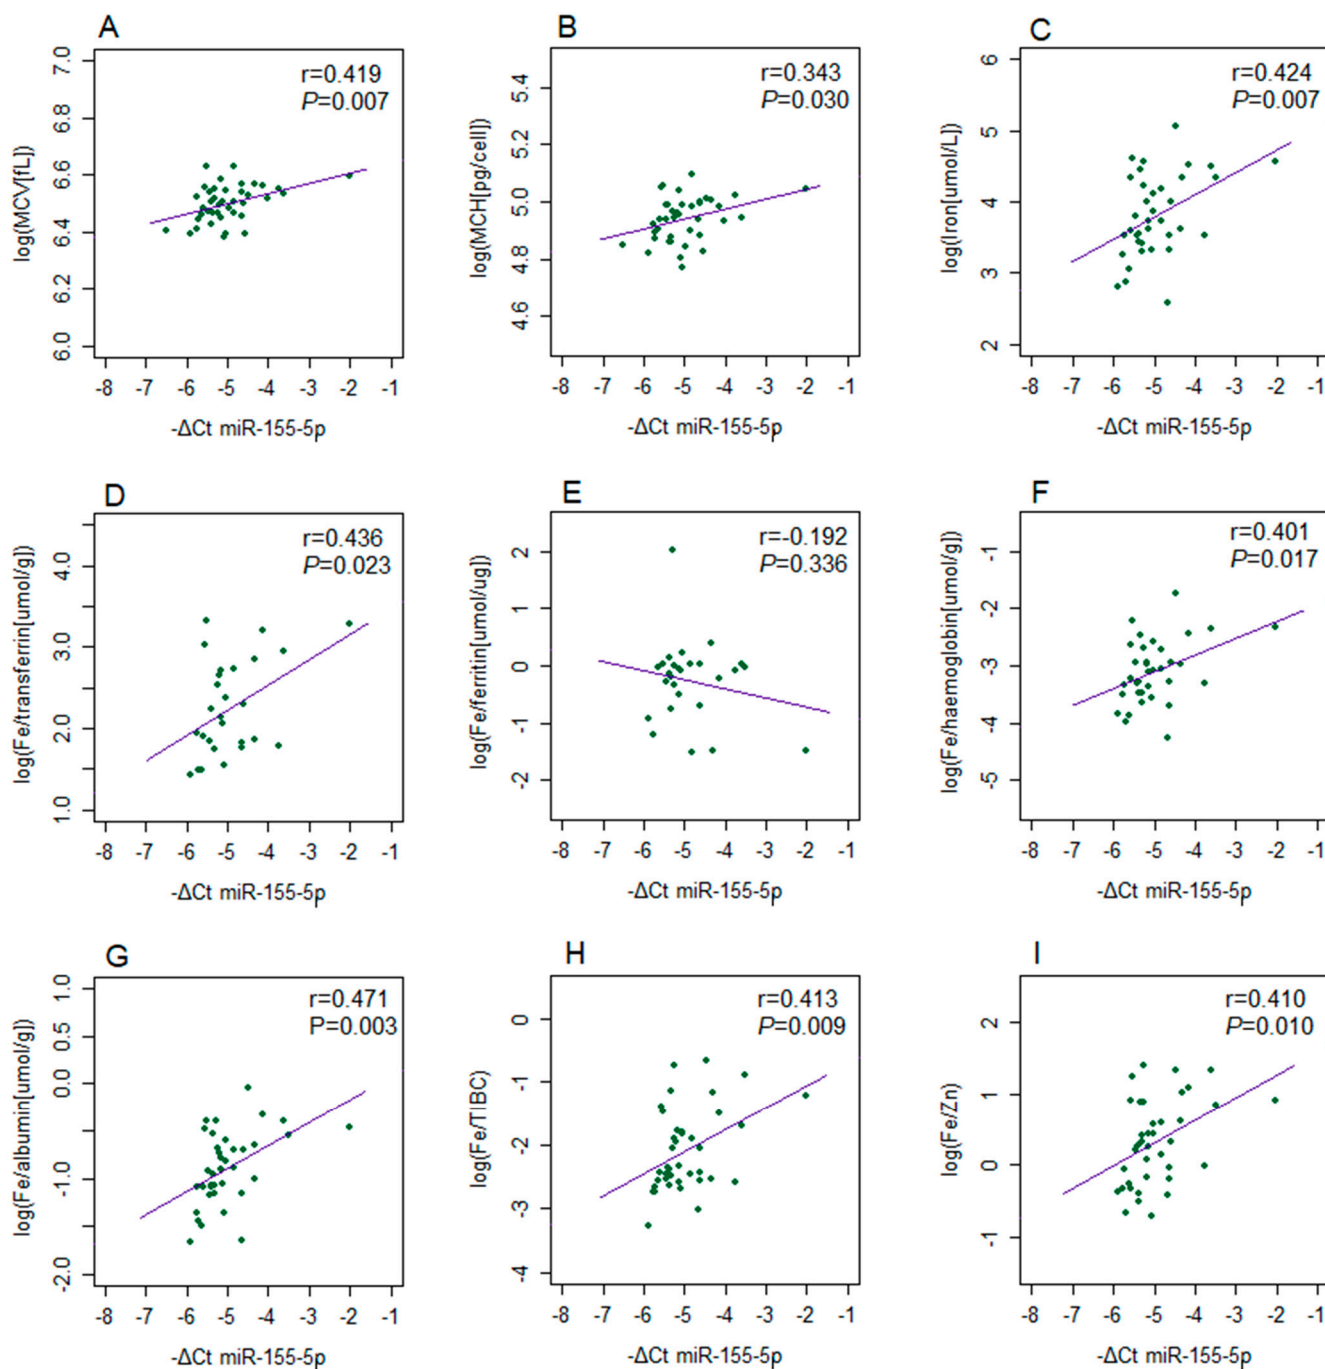 A
r=0.419
P=0.007
log(MCV[fL])
7.0
6.8
6.6
6.4
6.2
6.0
-8 -7 -6 -5 -4 -3 -2 -1
-ΔCt miR-155-5p
B
r=0.343
P=0.030
log(MCH[pg/cell])
5.4
5.2
5.0
4.8
4.6
-8 -7 -6 -5 -4 -3 -2 -1
-ΔCt miR-155-5p
C
r=0.424
P=0.007
log(Iron[umol/L])
6
5
4
3
2
-8 -7 -6 -5 -4 -3 -2 -1
-ΔCt miR-155-5p
D
r=0.436
P=0.023
log(Fe/transferrin[umol/g])
4.0
3.0
2.0
1.0
-8 -7 -6 -5 -4 -3 -2 -1
-ΔCt miR-155-5p
E
r=-0.192
P=0.336
log(Fe/ferritin[umol/ug])
2
1
0
-1
-2
-8 -7 -6 -5 -4 -3 -2 -1
-ΔCt miR-155-5p
F
r=0.401
P=0.017
log(Fe/haemoglobin[umol/g])
-1
-2
-3
-4
-5
-8 -7 -6 -5 -4 -3 -2 -1
-ΔCt miR-155-5p
G
r=0.471
P=0.003
log(Fe/albumin[umol/g])
1.0
0.5
0.0
-1.0
-2.0
-8 -7 -6 -5 -4 -3 -2 -1
-ΔCt miR-155-5p
H
r=0.413
P=0.009
log(Fe/TIBC)
0
-1
-2
-3
-4
-8 -7 -6 -5 -4 -3 -2 -1
-ΔCt miR-155-5p
I
r=0.410
P=0.010
log(Fe/Zn)
2
1
0
-1
-8 -7 -6 -5 -4 -3 -2 -1
-ΔCt miR-155-5p